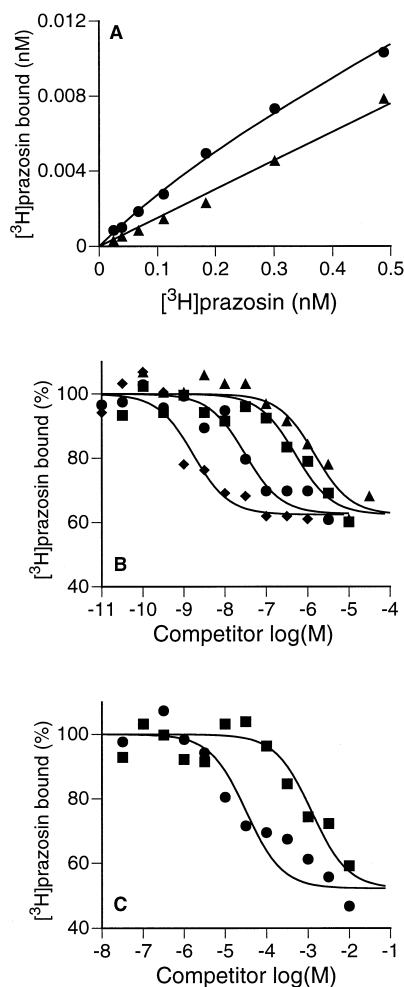 A
0.012
0.008
0.004
0
[³H]prazosin bound (nM)
0 0.1 0.2 0.3 0.4 0.5
[³H]prazosin (nM)
100
80
60
40
[³H]prazosin bound (%)
B
-11 -10 -9 -8 -7 -6 -5 -4
Competitor log(M)
100
80
60
40
[³H]prazosin bound (%)
C
-8 -7 -6 -5 -4 -3 -2 -1
Competitor log(M)